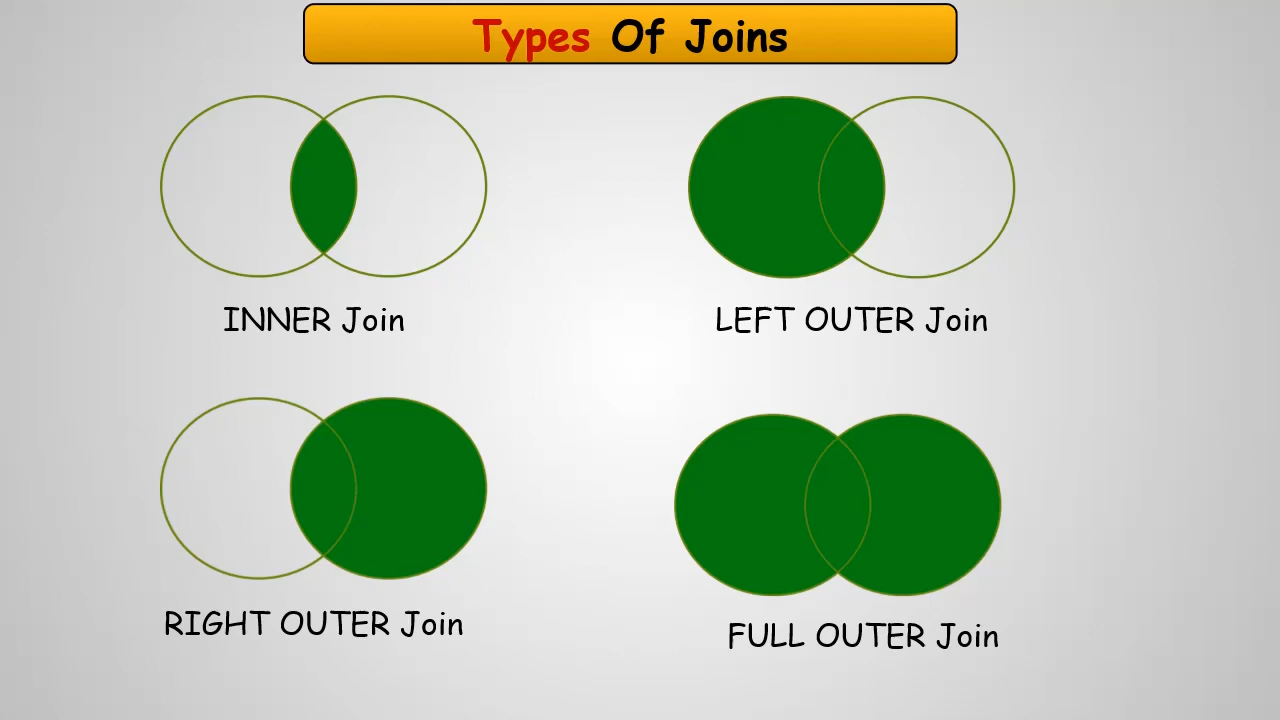 Types Of Joins
INNER Join
LEFT OUTER Join
RIGHT OUTER Join
FULL OUTER Join